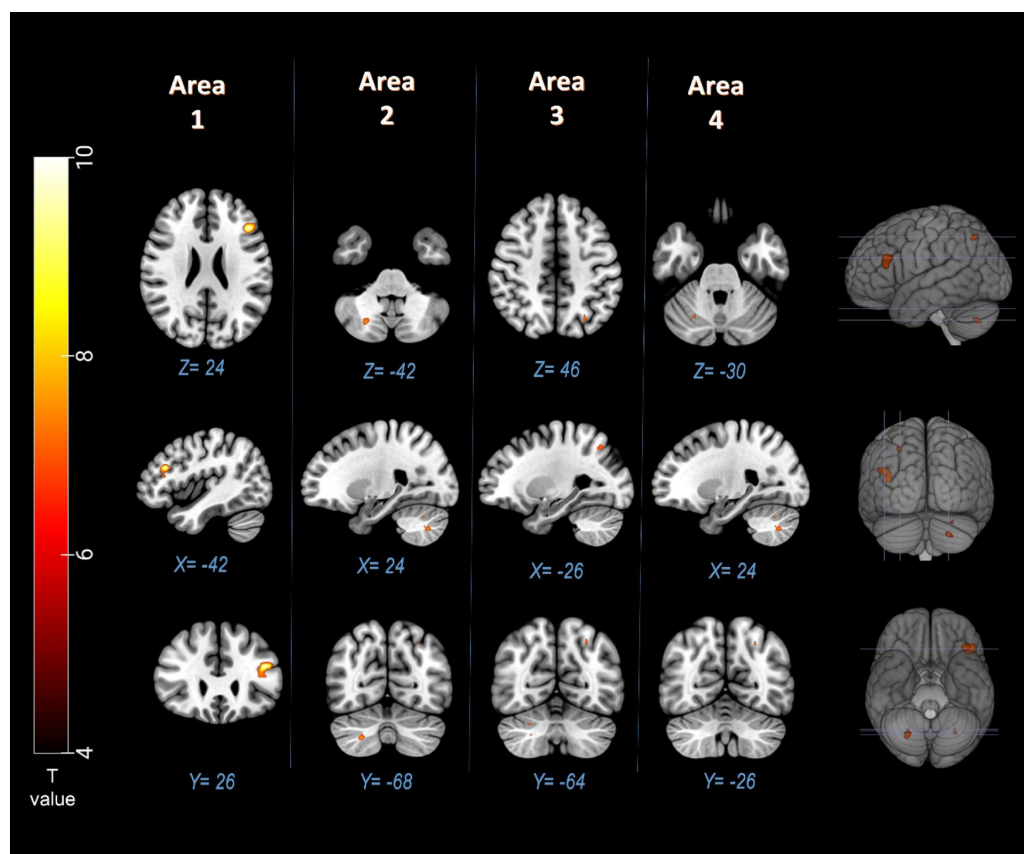 Area
1
Area
2
Area
3
Area
4
10
8
6
4
T
value
Z= 24
Z= -42
Z= 46
Z= -30
X= -42
X= 24
X= -26
X= 24
Y= 26
Y= -68
Y= -64
Y= -26